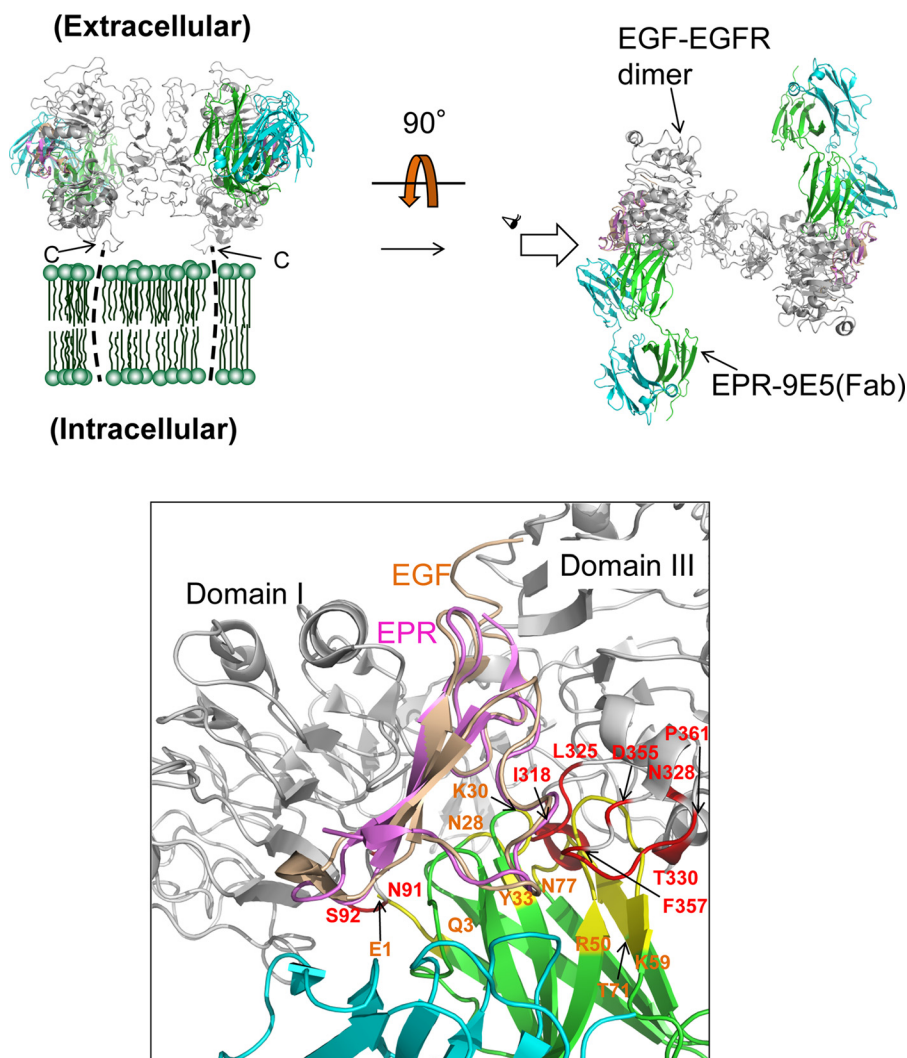 (Extracellular)
EGF-EGFR
dimer
90°
C
C
EPR-9E5(Fab)
(Intracellular)
EGF
Domain III
Domain I
EPR
P361
L325
D355
I318
N328
K30
N28
T330
N91
Y33
N77
F357
S92
Q3
E1
R50
K59
T71